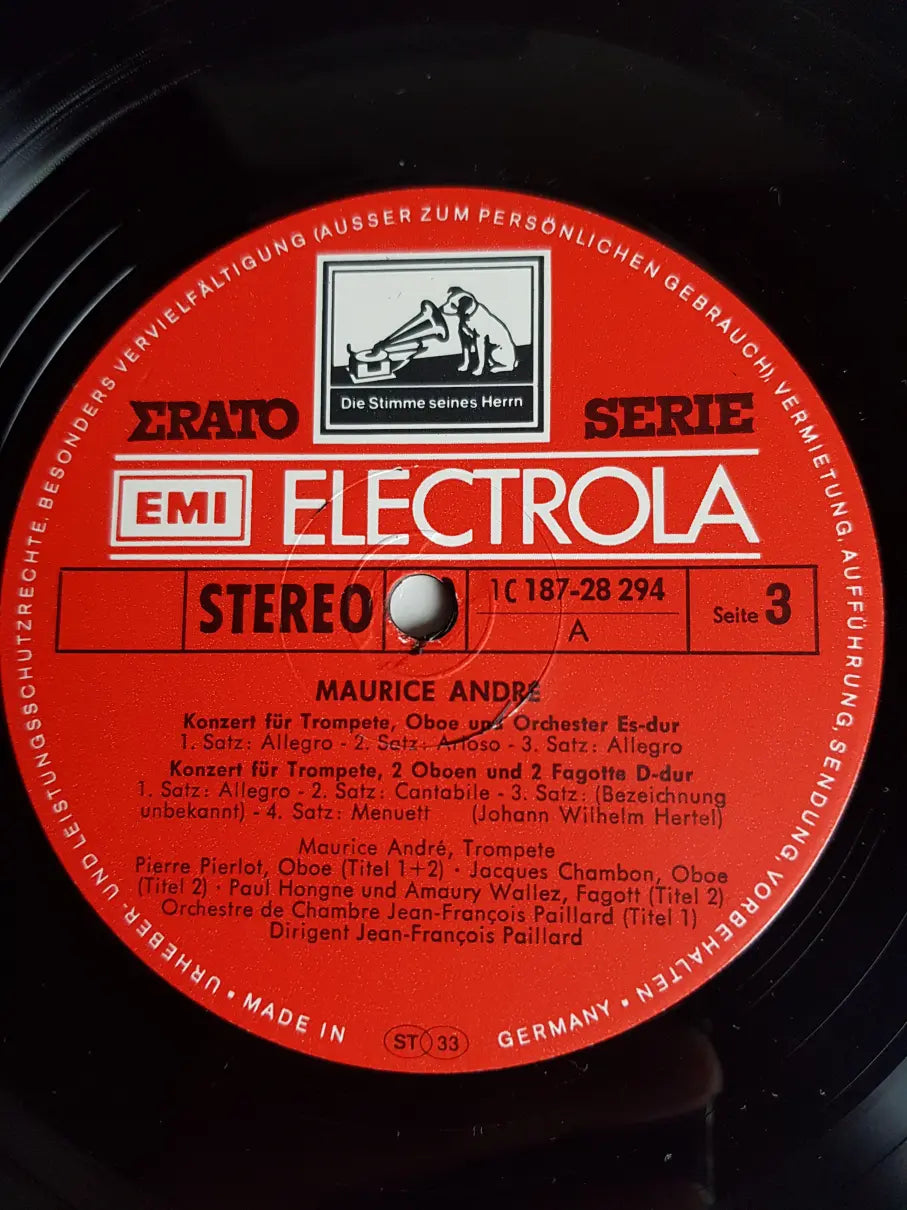 URHEBER- UND LEISTUNGSSCHUTZRECHTE, BESONDERS VERVIELFÄLTIGUNG (AUSSER ZUM PERSÖNLICHEN GEBRAUCH), VERMIETUNG, AUFFÜHRUNG, SENDUNG, VORBEHALTEN
Die Stimme seines Herrn
ERATO SERIE
EMI ELECTROLA
STEREO 1C 187-28 294 Seite 3
A
MAURICE ANDRÉ
Konzert für Trompete, Oboe und Orchester Es-dur
1. Satz: Allegro - 2. Satz: Arioso - 3. Satz: Allegro
Konzert für Trompete, 2 Oboen und 2 Fagotte D-dur
1. Satz: Allegro - 2. Satz: Cantabile - 3. Satz: (Bezeichnung
unbekannt) - 4. Satz: Menuett (Johann Wilhelm Hertel)
Maurice André, Trompete
Pierre Pierlot, Oboe (Titel 1+2) · Jacques Chambon, Oboe
(Titel 2) · Paul Hongne und Amaury Wallez, Fagott (Titel 2)
Orchestre de Chambre Jean-François Paillard (Titel 1)
Dirigent Jean-François Paillard
• MADE IN GERMANY •
ST 33